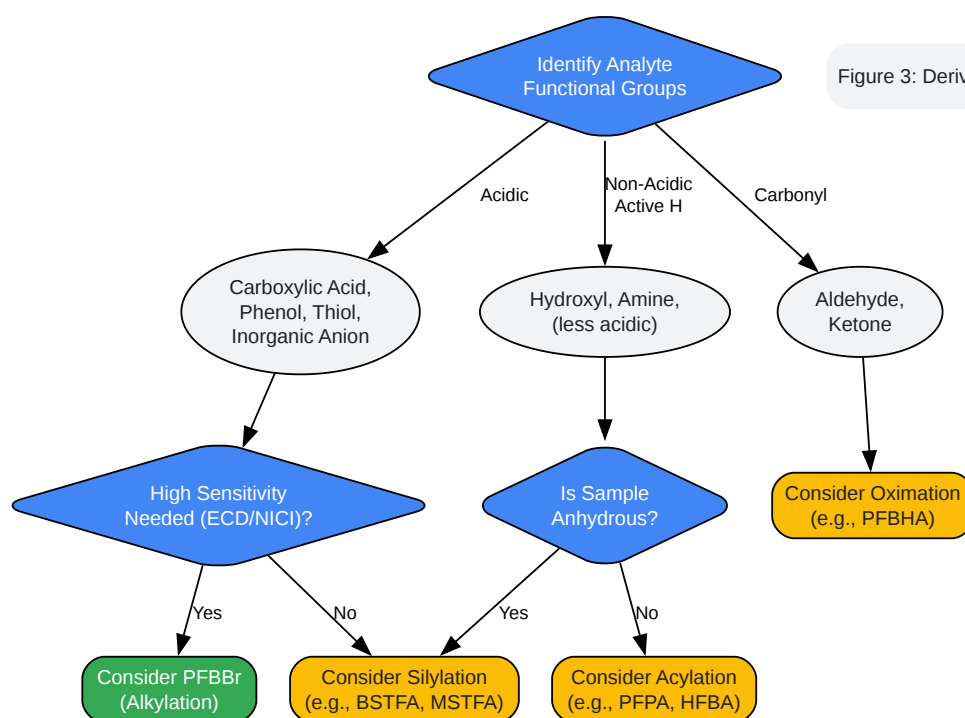 Identify Analyte
Functional Groups
Figure 3: Deriv
Acidic
Non-Acidic
Active H
Carbonyl
Carboxylic Acid,
Phenol, Thiol,
Inorganic Anion
Hydroxyl, Amine,
(less acidic)
Aldehyde,
Ketone
High Sensitivity
Needed (ECD/NICI)?
Is Sample
Anhydrous?
Consider Oximation
(e.g., PFBHA)
Yes
No
Yes
No
Consider PFBBr
(Alkylation)
Consider Silylation
(e.g., BSTFA, MSTFA)
Consider Acylation
(e.g., PFPA, HFBA)